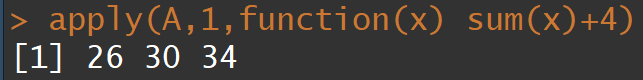 > apply(A,1,function(x) sum(x)+4)
[1] 26 30 34